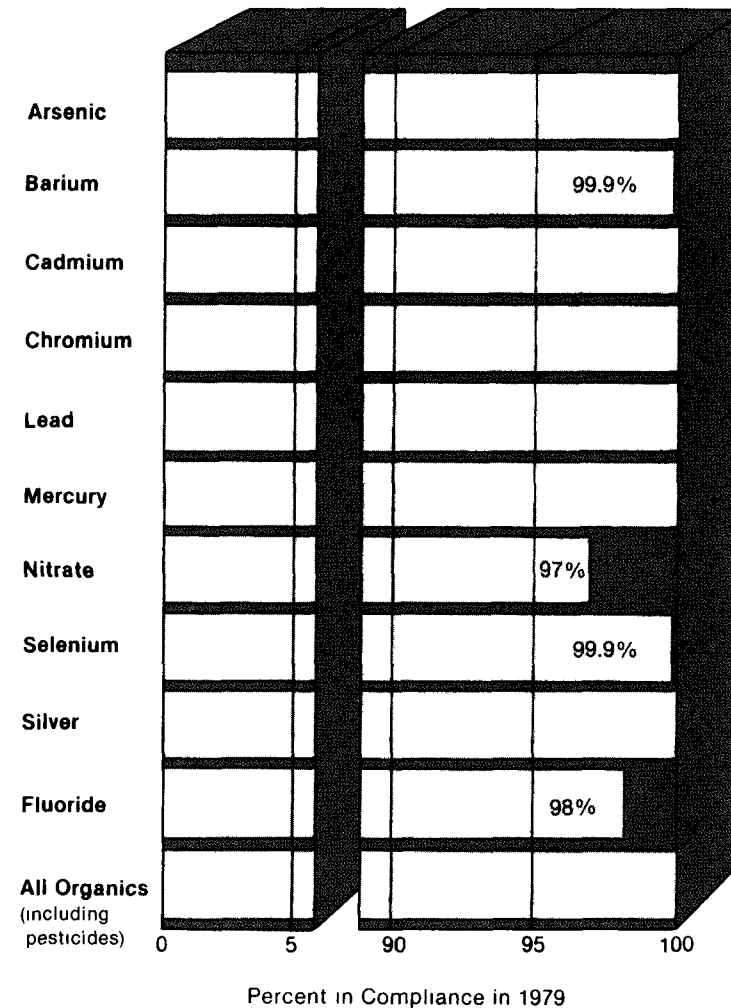 Arsenic
Barium
99.9%
Cadmium
Chromium
Lead
Mercury
Nitrate
97%
Selenium
99.9%
Silver
Fluoride
98%
All Organics
(including
pesticides)
0 5 90 95 100
Percent in Compliance in 1979